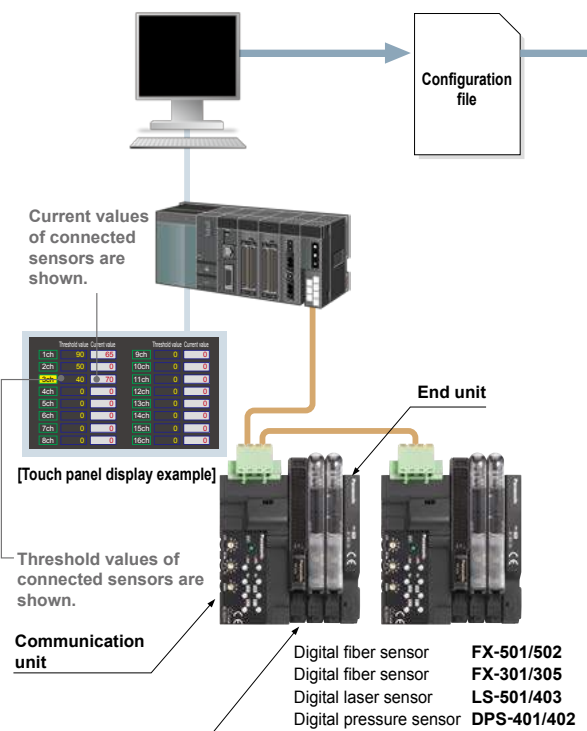 Configuration
file
Current values
of connected
sensors are
shown.
Threshold value Current value Threshold value Current value
1ch 90 65 9ch 0 0
2ch 50 0 10ch 0 0
3ch 40 70 11ch 0 0
4ch 0 0 12ch 0 0
5ch 0 0 13ch 0 0
6ch 0 0 14ch 0 0
7ch 0 0 15ch 0 0
8ch 0 0 16ch 0 0
[Touch panel display example]
End unit
Panasonic
Panasonic
Panasonic
Panasonic
Threshold values of
connected sensors are
shown.
Communication
unit
Digital fiber sensor FX-501/502
Digital fiber sensor FX-301/305
Digital laser sensor LS-501/403
Digital pressure sensor DPS-401/402